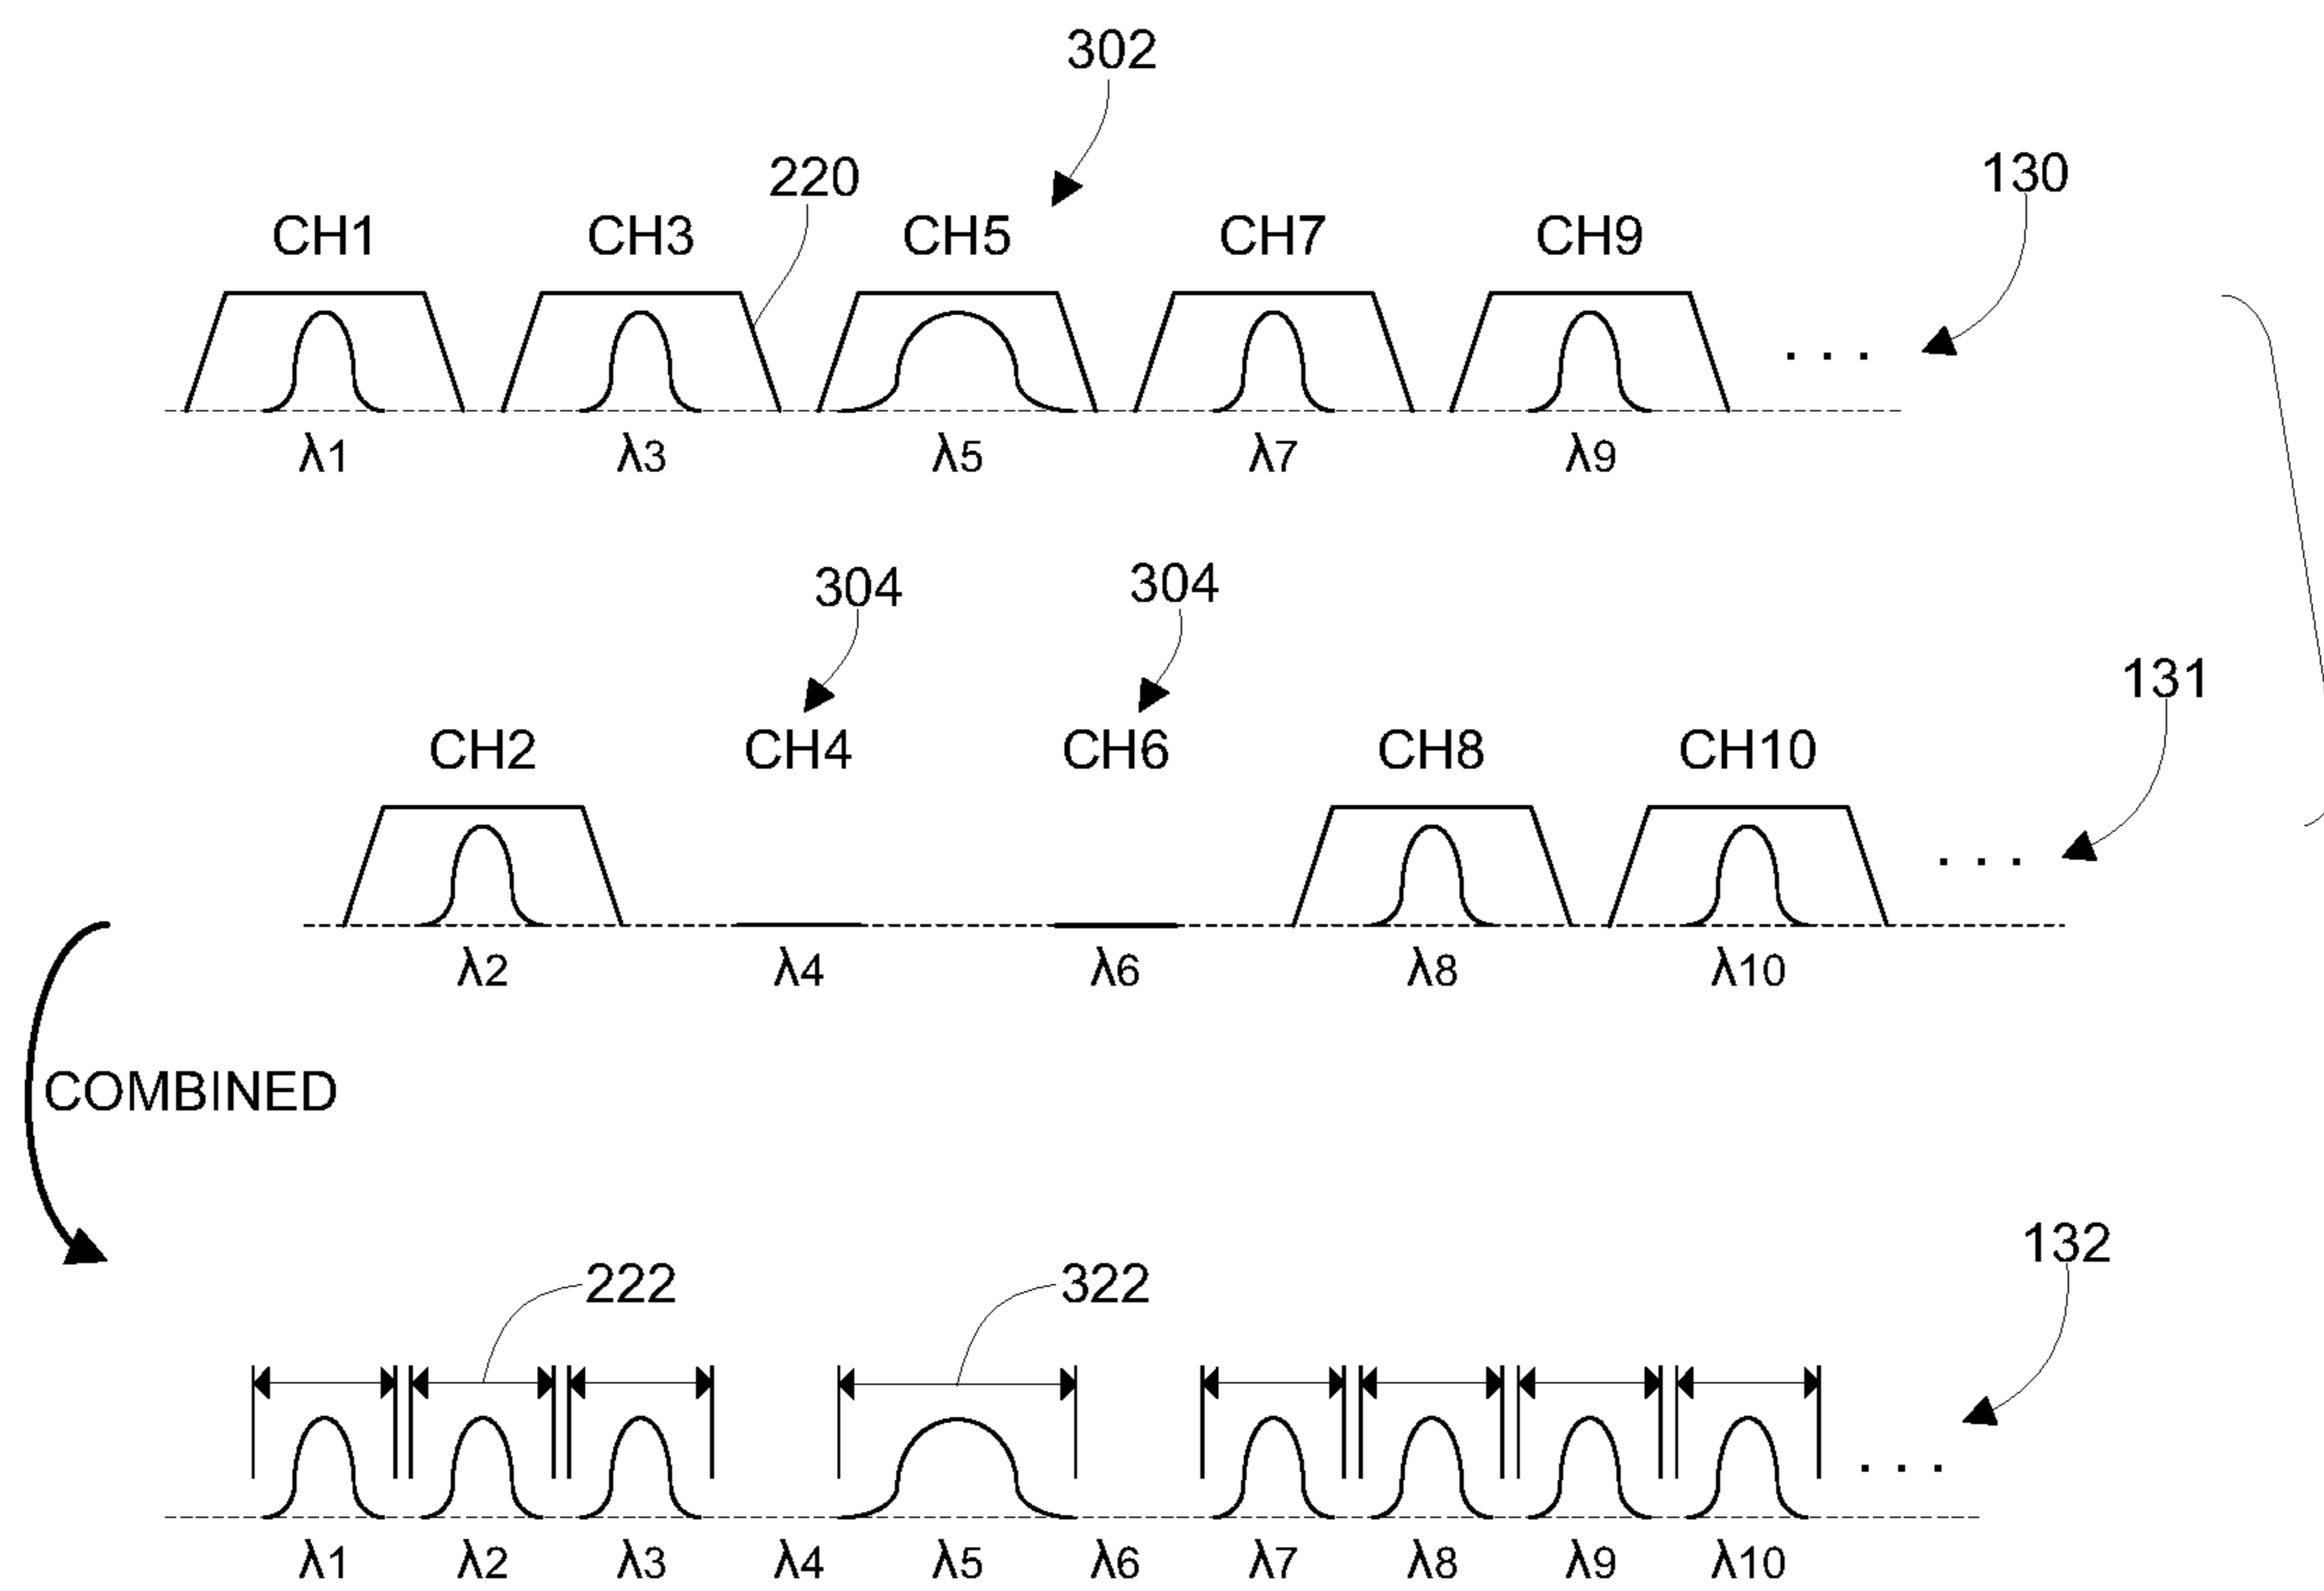 302
220
130
CH1 CH3 CH5 CH7 CH9
. . .
λ1 λ3 λ5 λ7 λ9
304 304
131
CH2 CH4 CH6 CH8 CH10
. . .
λ2 λ4 λ6 λ8 λ10
COMBINED
132
222 322
. . .
λ1 λ2 λ3 λ4 λ5 λ6 λ7 λ8 λ9 λ10